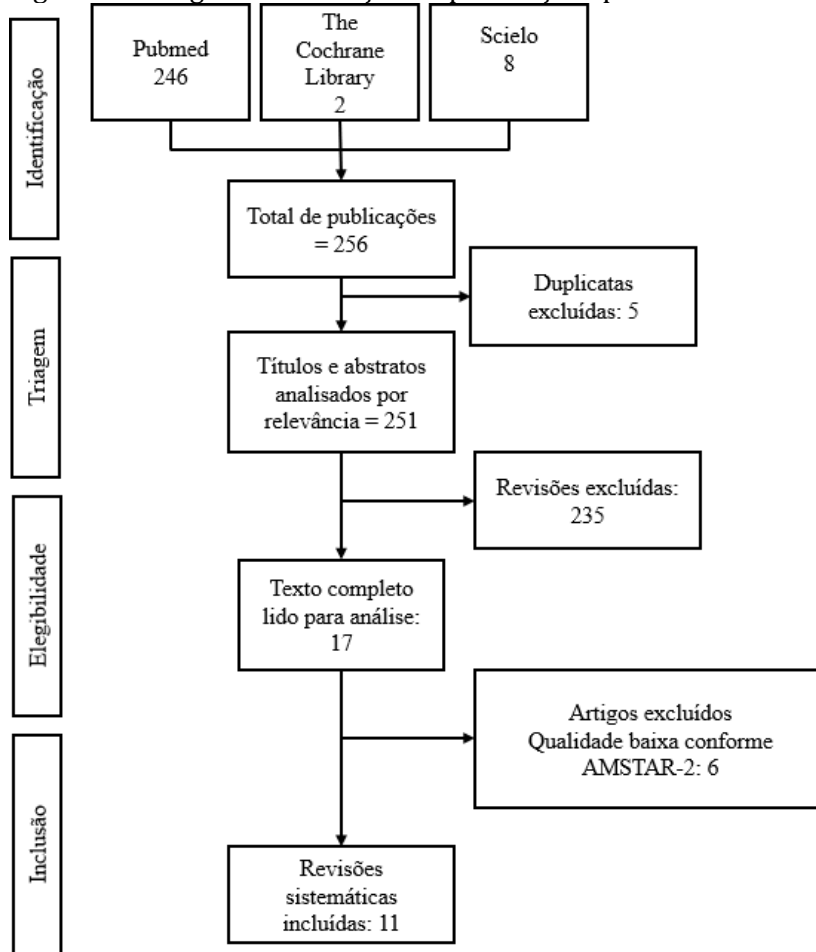 Pubmed
246
The
Cochrane
Library
2
Scielo
8
Identificação
Total de publicações
= 256
Duplicatas
excluídas: 5
Triagem
Títulos e abstratos
analisados por
relevância = 251
Revisões excluídas:
235
Elegibilidade
Texto completo
lido para análise:
17
Artigos excluídos
Qualidade baixa conforme
AMSTAR-2: 6
Inclusão
Revisões
sistemáticas
incluídas: 11